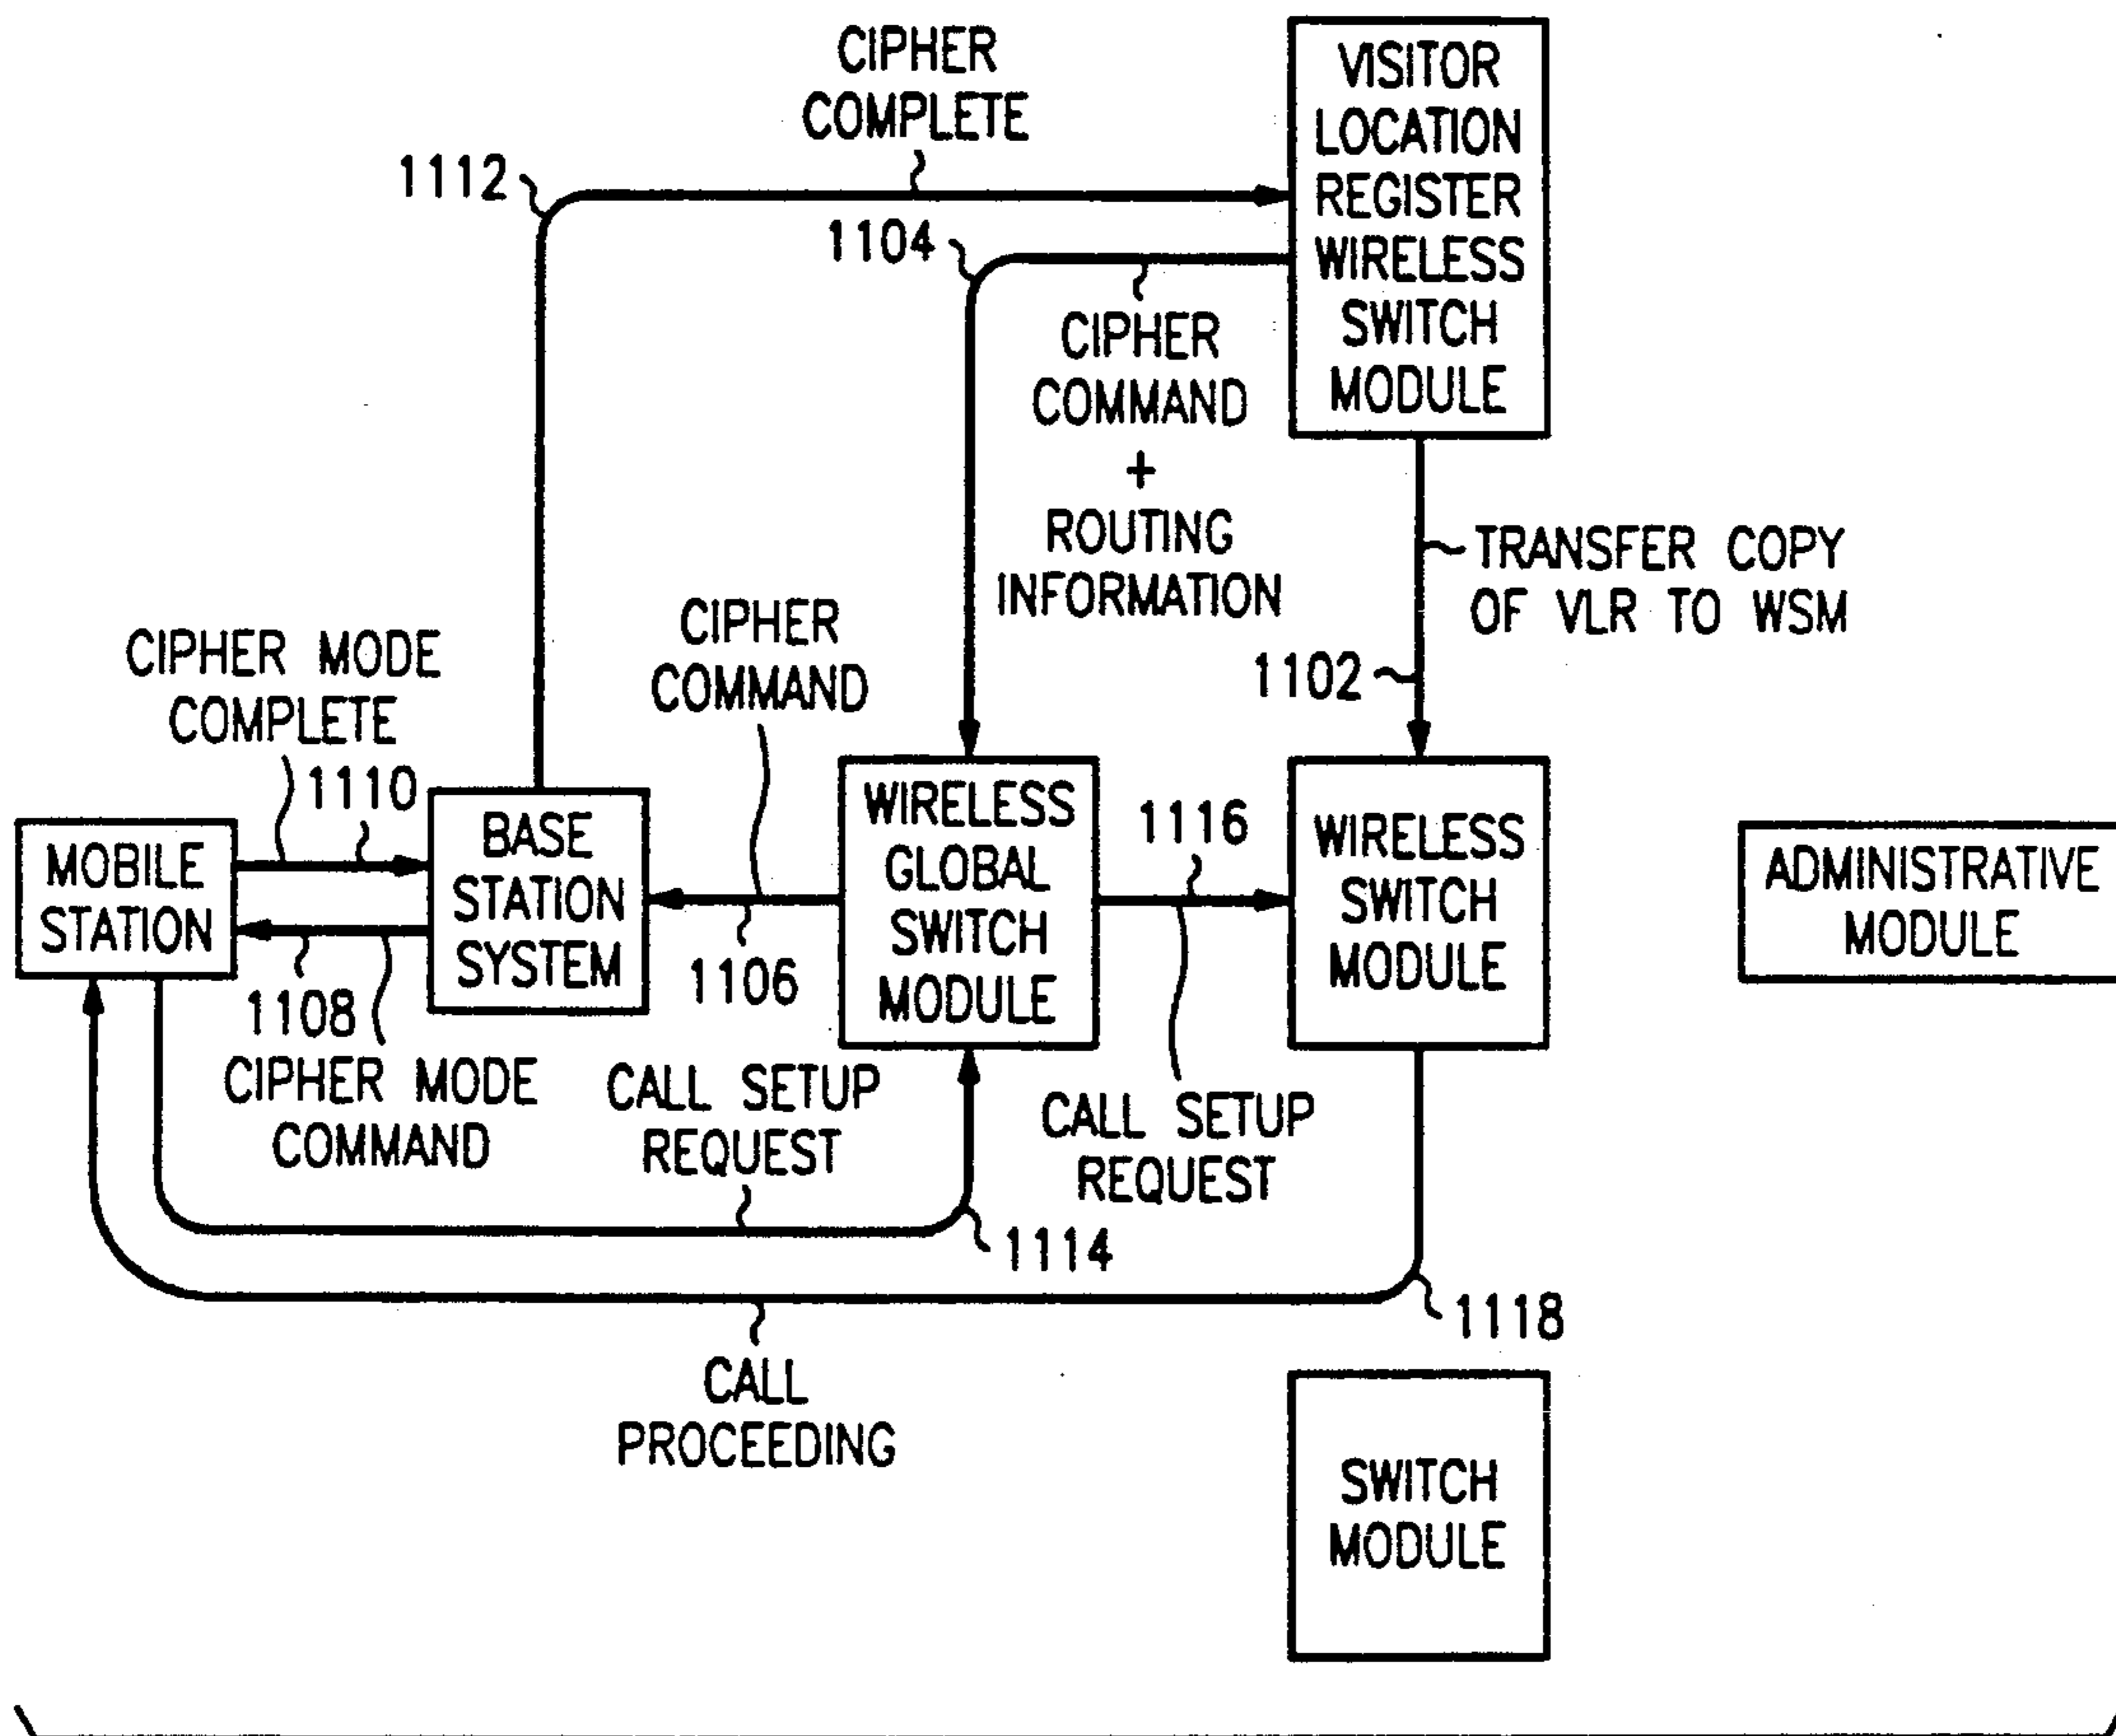 CIPHER
COMPLETE
1112
VISITOR
LOCATION
REGISTER
WIRELESS
SWITCH
MODULE
1104
CIPHER
COMMAND
+
ROUTING
INFORMATION
TRANSFER COPY
OF VLR TO WSM
1102
CIPHER
COMMAND
CIPHER MODE
COMPLETE
1110
MOBILE
STATION
BASE
STATION
SYSTEM
WIRELESS
GLOBAL
SWITCH
MODULE
1116
WIRELESS
SWITCH
MODULE
ADMINISTRATIVE
MODULE
1106
1108
CIPHER MODE
COMMAND
CALL SETUP
REQUEST
CALL SETUP
REQUEST
1114
1118
CALL
PROCEEDING
SWITCH
MODULE